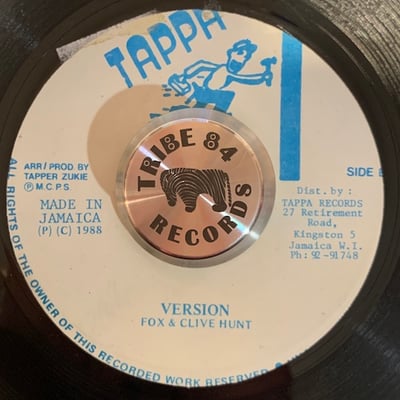 TAPPA
ARR/PROD. BY
TAPPER ZUKIE
Ⓟ M.C.P.S
MADE IN
JAMAICA
(P) (C) 1988
TRIBE 84
RECORDS
SIDE
Dist. by:
TAPPA RECORDS
27 Retirement
Road,
Kingston 5
Jamaica W.I.
Ph: 92-91748
VERSION
FOX & CLIVE HUNT
ALL RIGHTS OF THE OWNER OF THIS RECORDED WORK RESERVED